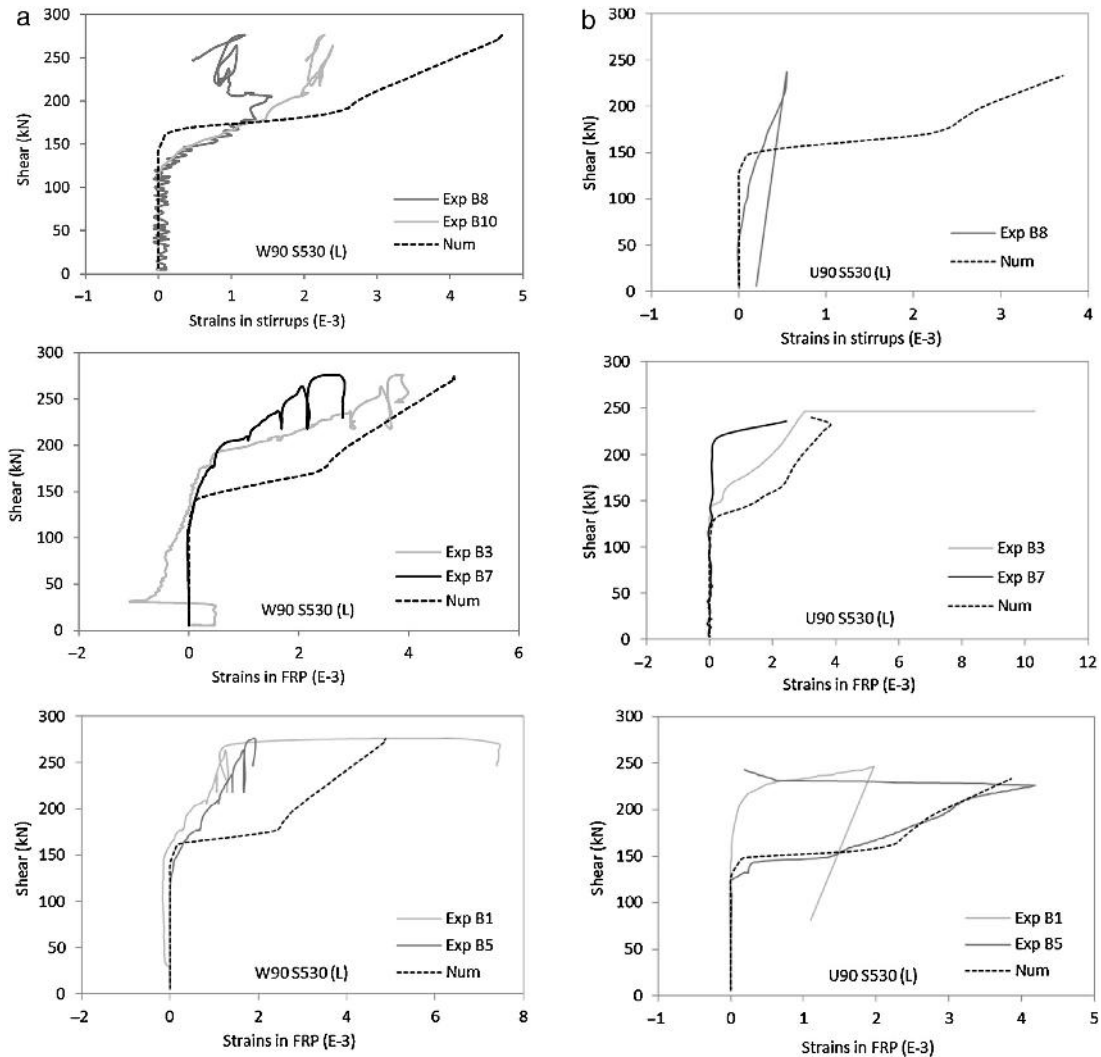 a
300
250
200
150
100
50
0
Shear (kN)
Exp B8
Exp B10
Num
W90 S530 (L)
−1 0 1 2 3 4 5
Strains in stirrups (E-3)
b
300
250
200
150
100
50
0
Shear (kN)
Exp B8
Num
U90 S530 (L)
−1 0 1 2 3 4
Strains in stirrups (E-3)
300
250
200
150
100
50
0
Shear (kN)
Exp B3
Exp B7
Num
W90 S530 (L)
−2 0 2 4 6
Strains in FRP (E-3)
300
250
200
150
100
50
0
Shear (kN)
Exp B3
Exp B7
Num
U90 S530 (L)
−2 0 2 4 6 8 10 12
Strains in FRP (E-3)
300
250
200
150
100
50
0
Shear (kN)
Exp B1
Exp B5
Num
W90 S530 (L)
−2 0 2 4 6 8
Strains in FRP (E-3)
300
250
200
150
100
50
0
Shear (kN)
Exp B1
Exp B5
Num
U90 S530 (L)
−1 0 1 2 3 4 5
Strains in FRP (E-3)